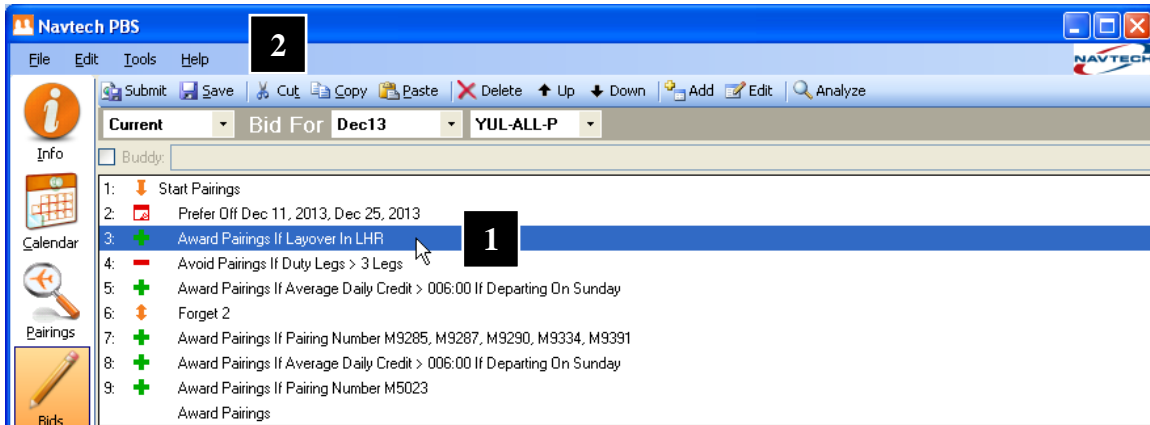 Navtech PBS
File Edit Tools Help
2
NAVTECH
Submit Save Cut Copy Paste Delete Up Down Add Edit Analyze
Current Bid For Dec13 YUL-ALL-P
Info
Buddy:
1: Start Pairings
2: Prefer Off Dec 11, 2013, Dec 25, 2013
3: Award Pairings If Layover In LHR
1
Calendar
4: Avoid Pairings If Duty Legs > 3 Legs
5: Award Pairings If Average Daily Credit > 006:00 If Departing On Sunday
6: Forget 2
Pairings
7: Award Pairings If Pairing Number M9285, M9287, M9290, M9334, M9391
8: Award Pairings If Average Daily Credit > 006:00 If Departing On Sunday
9: Award Pairings If Pairing Number M5023
Award Pairings
Bids